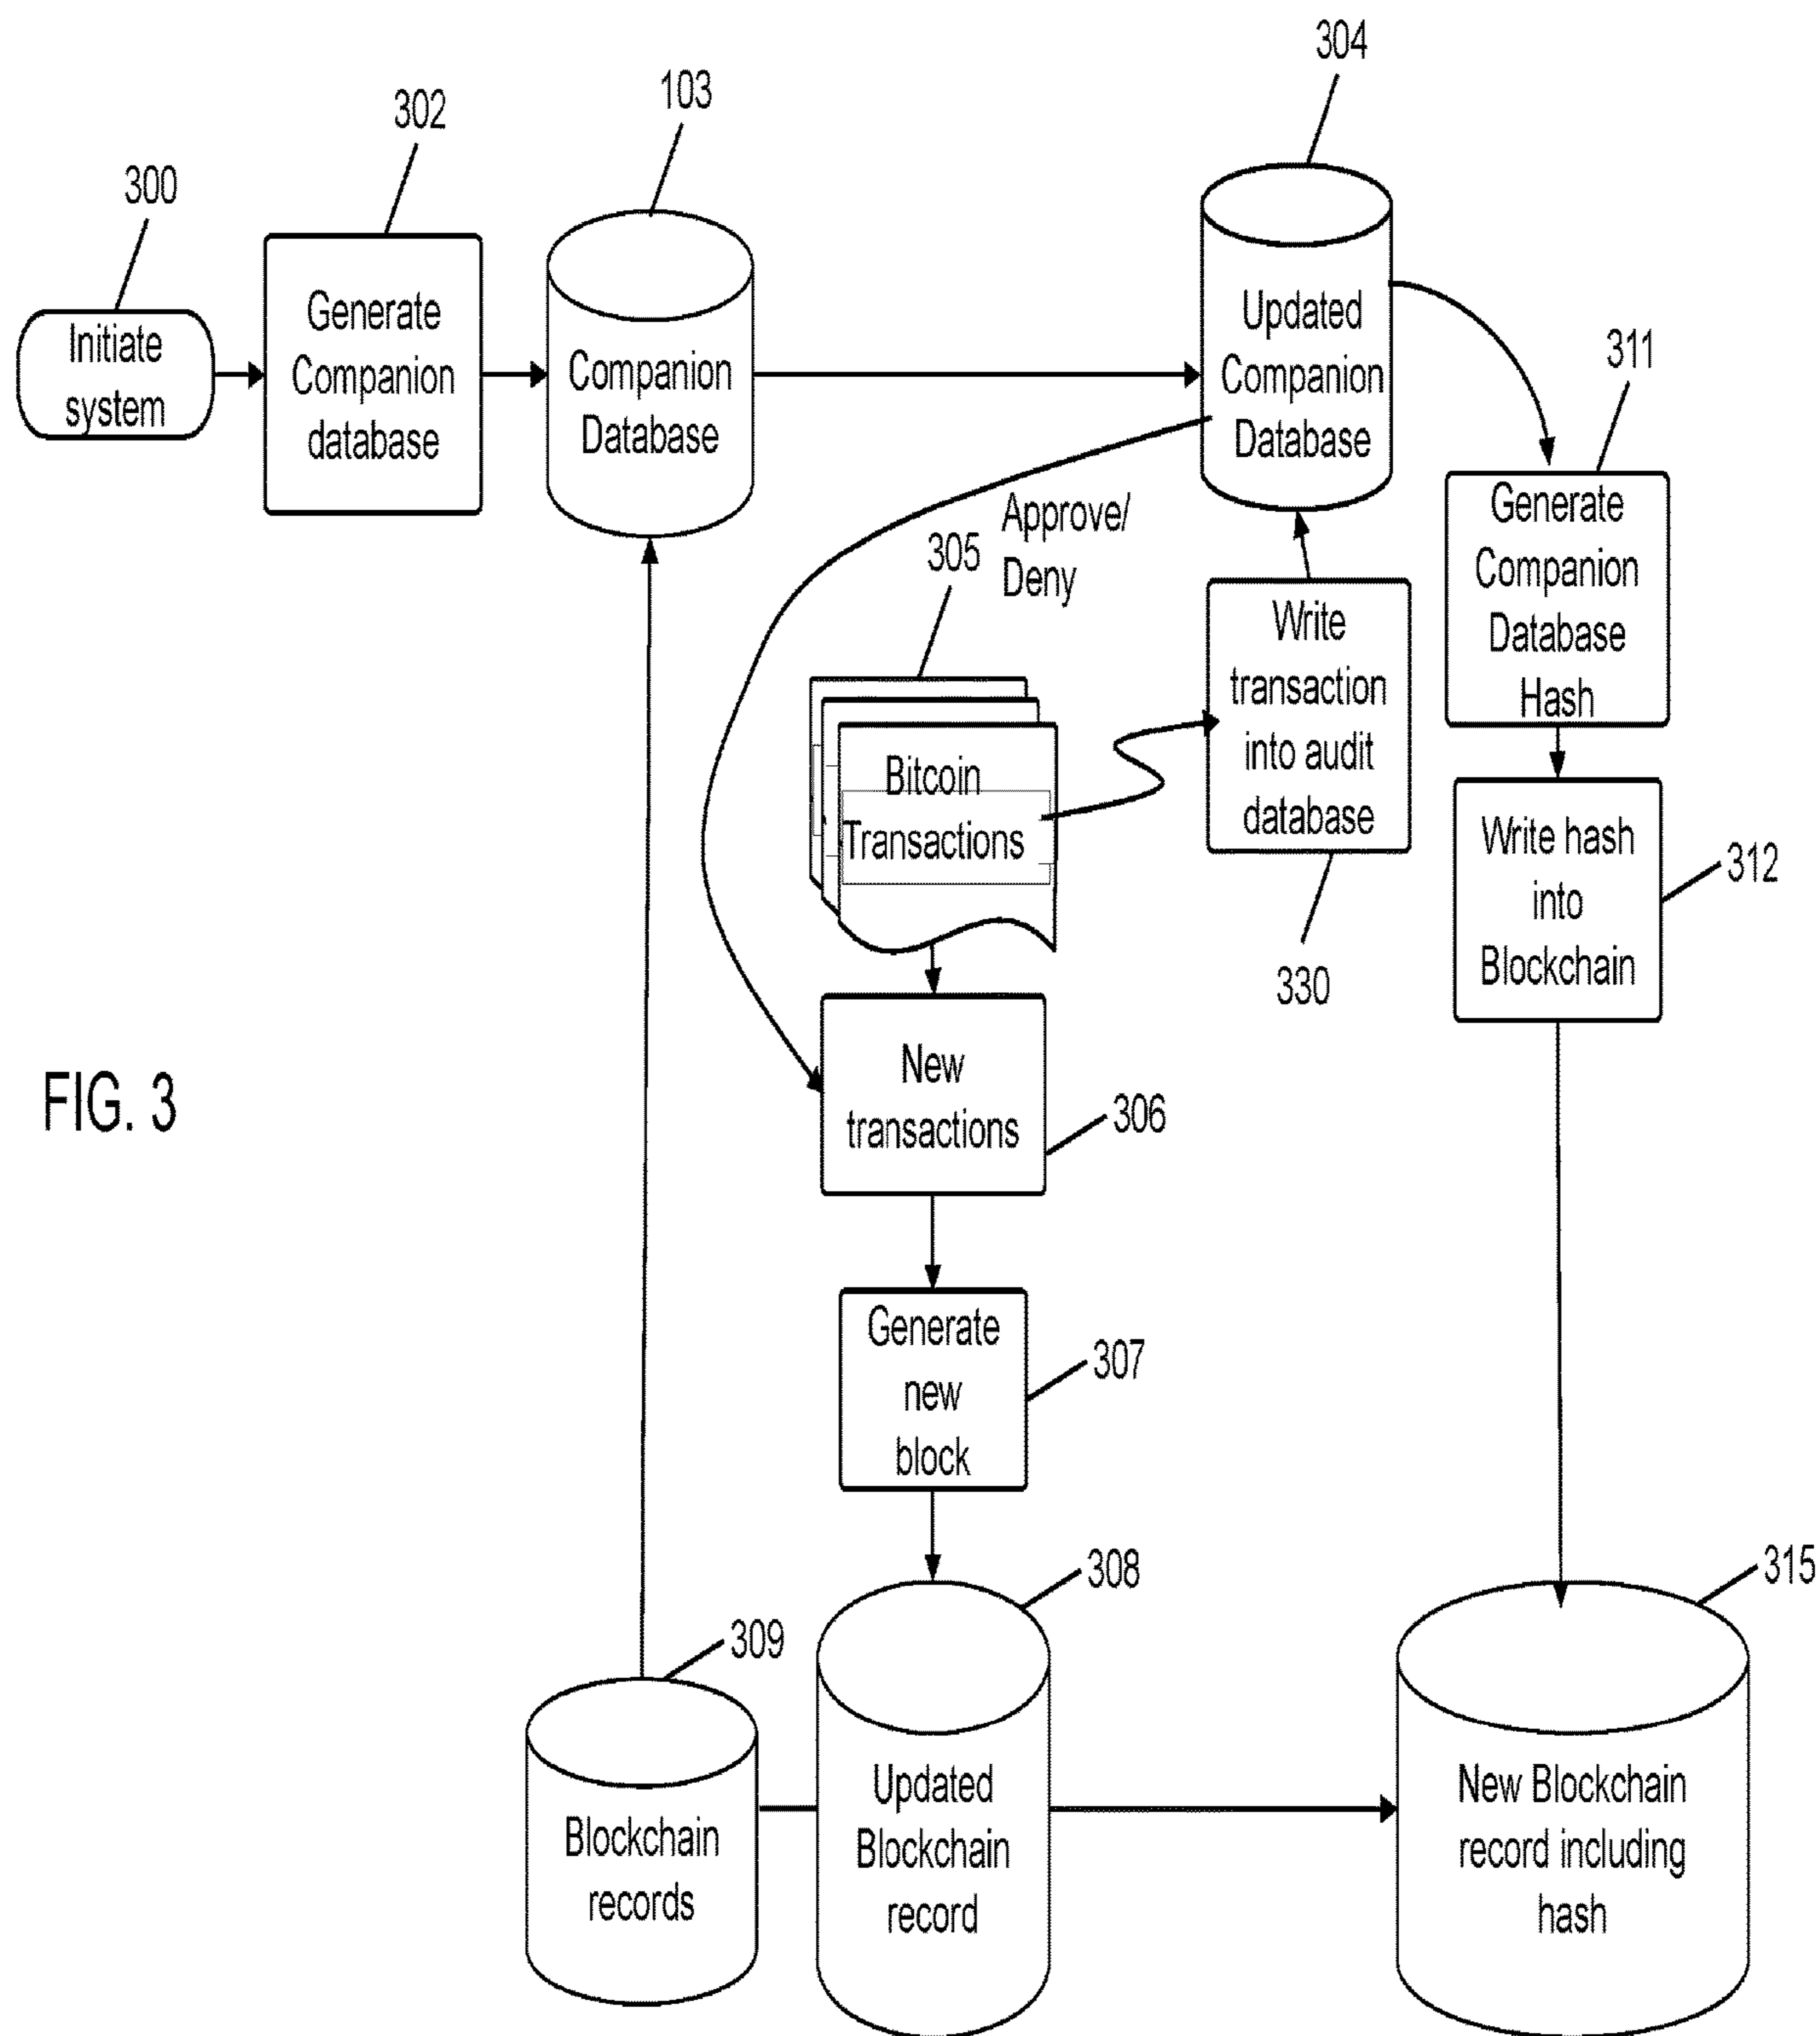 304
103
302
300
Initiate
system
Generate
Companion
database
Companion
Database
Updated
Companion
Database
311
Generate
Companion
Database
Hash
Approve/
Deny
305
Write
transaction
into audit
database
330
Bitcoin
Transactions
Write hash
into
Blockchain
312
FIG. 3
New
transactions
306
Generate
new
block
307
308
315
309
Blockchain
records
Updated
Blockchain
record
New Blockchain
record including
hash